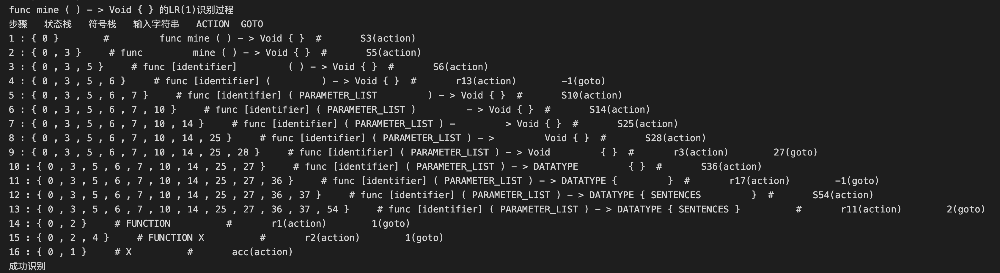 func mine ( ) - > Void { } 的LR(1)识别过程
步骤   状态栈   符号栈   输入字符串   ACTION  GOTO
1 : { 0 }        #         func mine ( ) - > Void { }  #       S3(action)
2 : { 0 , 3 }     # func         mine ( ) - > Void { }  #       S5(action)
3 : { 0 , 3 , 5 }     # func [identifier]         ( ) - > Void { }  #       S6(action)
4 : { 0 , 3 , 5 , 6 }     # func [identifier] (         ) - > Void { }  #       r13(action)        -1(goto)
5 : { 0 , 3 , 5 , 6 , 7 }     # func [identifier] ( PARAMETER_LIST         ) - > Void { }  #       S10(action)
6 : { 0 , 3 , 5 , 6 , 7 , 10 }     # func [identifier] ( PARAMETER_LIST )         - > Void { }  #       S14(action)
7 : { 0 , 3 , 5 , 6 , 7 , 10 , 14 }     # func [identifier] ( PARAMETER_LIST ) -         > Void { }  #       S25(action)
8 : { 0 , 3 , 5 , 6 , 7 , 10 , 14 , 25 }     # func [identifier] ( PARAMETER_LIST ) - >         Void { }  #       S28(action)
9 : { 0 , 3 , 5 , 6 , 7 , 10 , 14 , 25 , 28 }     # func [identifier] ( PARAMETER_LIST ) - > Void         { }  #       r3(action)        27(goto)
10 : { 0 , 3 , 5 , 6 , 7 , 10 , 14 , 25 , 27 }     # func [identifier] ( PARAMETER_LIST ) - > DATATYPE         { }  #       S36(action)
11 : { 0 , 3 , 5 , 6 , 7 , 10 , 14 , 25 , 27 , 36 }     # func [identifier] ( PARAMETER_LIST ) - > DATATYPE {         }  #       r17(action)        -1(goto)
12 : { 0 , 3 , 5 , 6 , 7 , 10 , 14 , 25 , 27 , 36 , 37 }     # func [identifier] ( PARAMETER_LIST ) - > DATATYPE { SENTENCES         }  #       S54(action)
13 : { 0 , 3 , 5 , 6 , 7 , 10 , 14 , 25 , 27 , 36 , 37 , 54 }     # func [identifier] ( PARAMETER_LIST ) - > DATATYPE { SENTENCES }          #       r11(action)        2(goto)
14 : { 0 , 2 }     # FUNCTION          #       r1(action)        1(goto)
15 : { 0 , 2 , 4 }     # FUNCTION X          #       r2(action)        1(goto)
16 : { 0 , 1 }     # X          #       acc(action)
成功识别